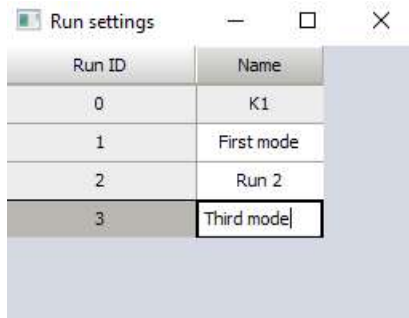 Run settings
Run ID Name
0 K1
1 First mode
2 Run 2
3 Third mode